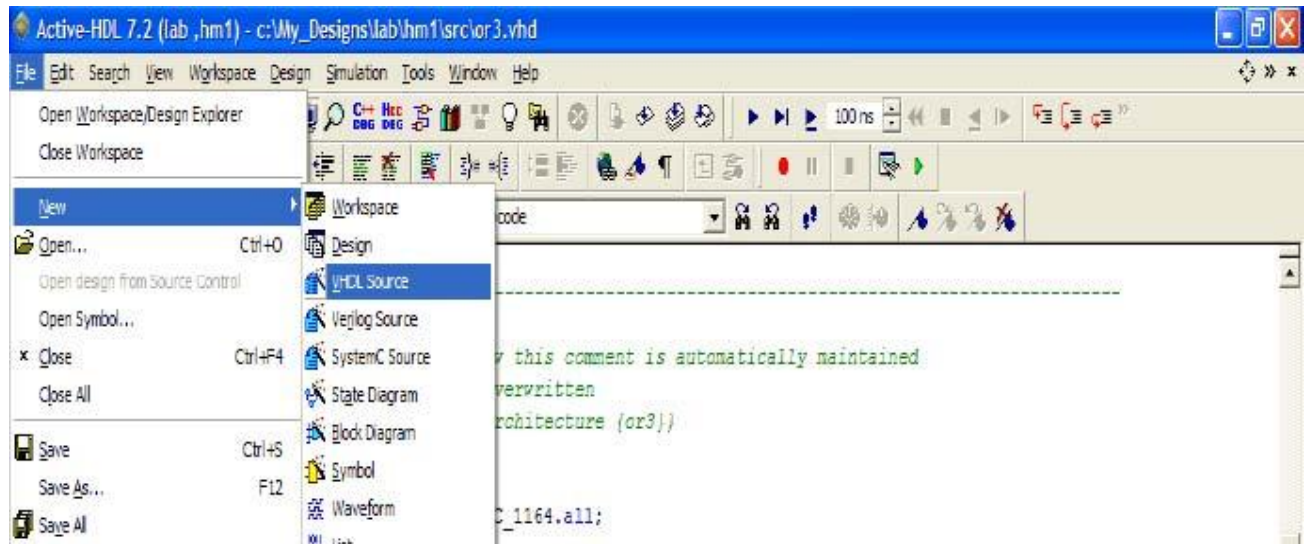 Active-HDL 7.2 (lab ,hm1) - c:\My_Designs\lab\hm1\src\or3.vhd
File Edit Search View Workspace Design Simulation Tools Window Help
Open Workspace/Design Explorer
Close Workspace
100 ns
New
Open... Ctrl+O
Open design from Source Control
Open Symbol...
Close Ctrl+F4
Close All
Save Ctrl+S
Save As... F12
Save All
Workspace
Design
VHDL Source
Verilog Source
SystemC Source
State Diagram
Block Diagram
Symbol
Waveform
code
this comment is automatically maintained
verwritten
rchitecture {or3}}
C_1164.all;